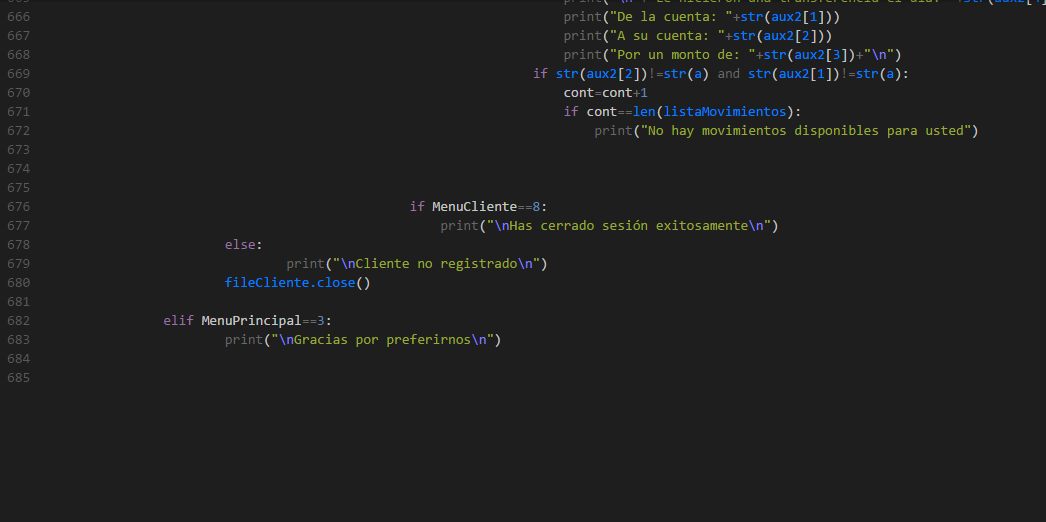 666 print("De la cuenta: "+str(aux2[1]))
667 print("A su cuenta: "+str(aux2[2]))
668 print("Por un monto de: "+str(aux2[3])+"\n")
669 if str(aux2[2])!=str(a) and str(aux2[1])!=str(a):
670 cont=cont+1
671 if cont==len(listaMovimientos):
672 print("No hay movimientos disponibles para usted")
673
674
675
676 if MenuCliente==8:
677 print("\nHas cerrado sesión exitosamente\n")
678 else:
679 print("\nCliente no registrado\n")
680 fileCliente.close()
681
682 elif MenuPrincipal==3:
683 print("\nGracias por preferirnos\n")
684
685